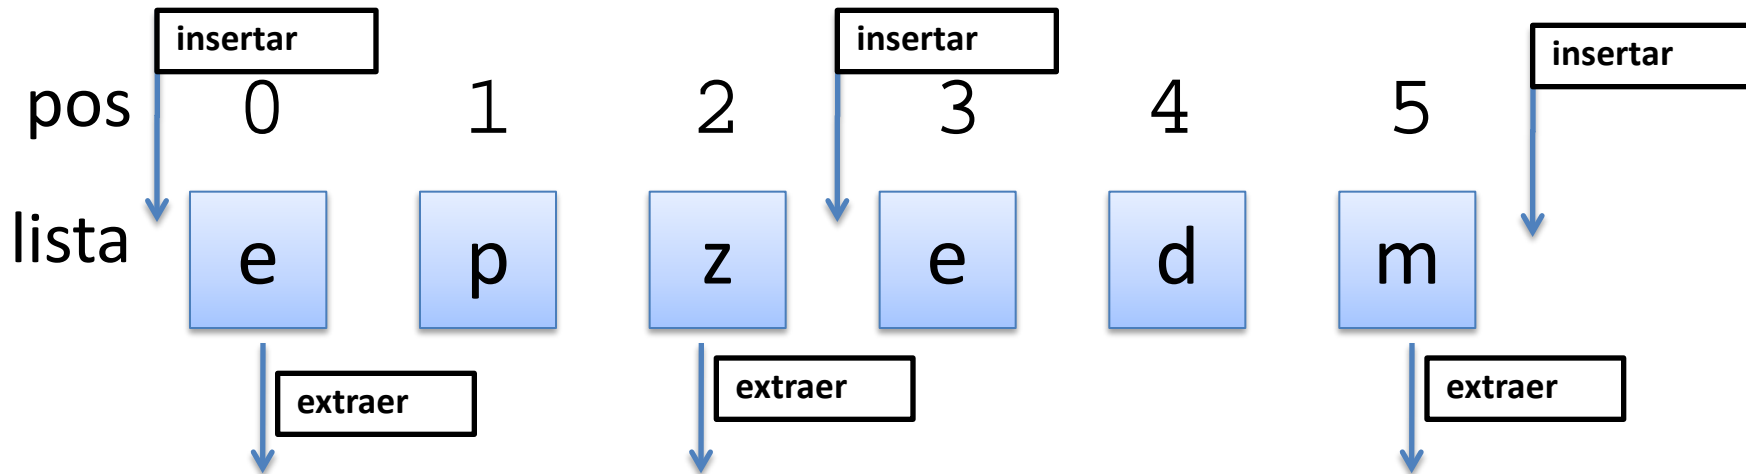 insertar insertar insertar
pos 0 1 2 3 4 5
lista e p z e d m
extraer extraer extraer